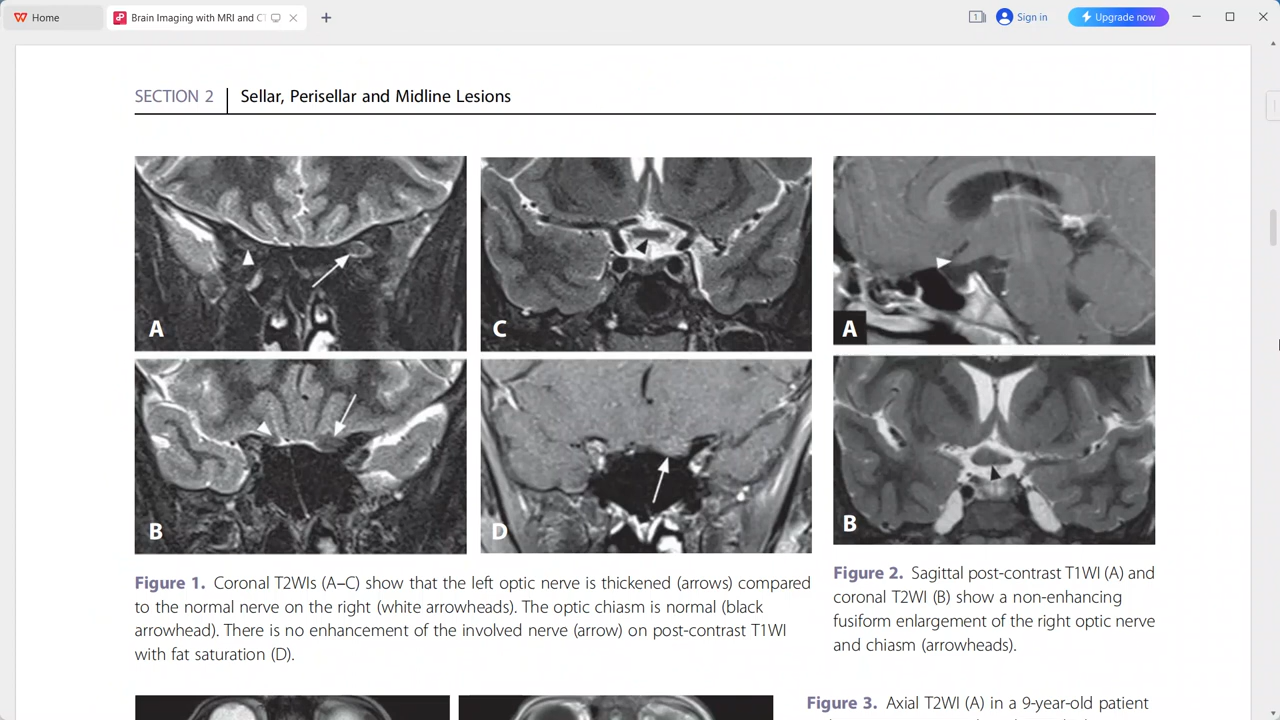 Home
Brain Imaging with MRI and C
1
Sign in
Upgrade now
SECTION 2 Sellar, Perisellar and Midline Lesions
A
C
A
B
D
B
Figure 1. Coronal T2WIs (A–C) show that the left optic nerve is thickened (arrows) compared
to the normal nerve on the right (white arrowheads). The optic chiasm is normal (black
arrowhead). There is no enhancement of the involved nerve (arrow) on post-contrast T1WI
with fat saturation (D).
Figure 2. Sagittal post-contrast T1WI (A) and
coronal T2WI (B) show a non-enhancing
fusiform enlargement of the right optic nerve
and chiasm (arrowheads).
Figure 3. Axial T2WI (A) in a 9-year-old patient